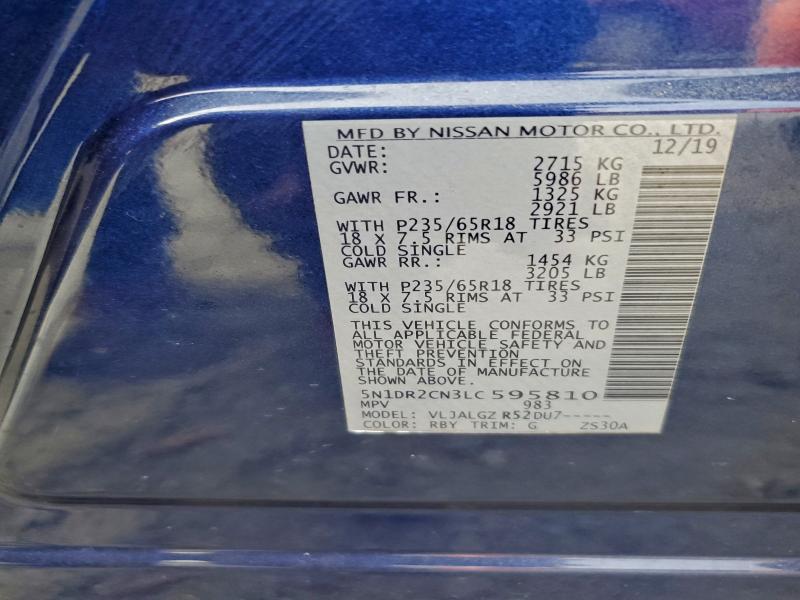 MFD BY NISSAN MOTOR CO., LTD.
DATE: 12/19
GVWR: 2715 KG
5986 LB
GAWR FR.: 1325 KG
2921 LB
WITH P235/65R18 TIRES
18 X 7.5 RIMS AT 33 PSI
COLD SINGLE
GAWR RR.: 1454 KG
3205 LB
WITH P235/65R18 TIRES
18 X 7.5 RIMS AT 33 PSI
COLD SINGLE
THIS VEHICLE CONFORMS TO
ALL APPLICABLE FEDERAL
MOTOR VEHICLE SAFETY AND
THEFT PREVENTION
STANDARDS IN EFFECT ON
THE DATE OF MANUFACTURE
SHOWN ABOVE.
5N1DR2CN3LC595810
MPV 983
MODEL: VLJALGZ R52DU7-----
COLOR: RBY TRIM: G ZS30A